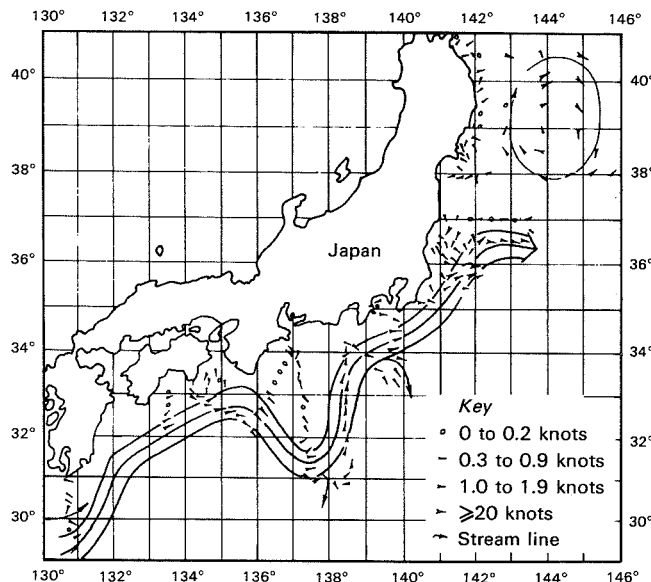 130° 132° 134° 136° 138° 140° 142° 144° 146°
40° 40°
38° 38°
36° 36°
34° 34°
32° 32°
30° 30°
130° 132° 134° 136° 138° 140° 142° 144° 146°
Japan
Key
0 to 0.2 knots
0.3 to 0.9 knots
1.0 to 1.9 knots
⩾20 knots
Stream line